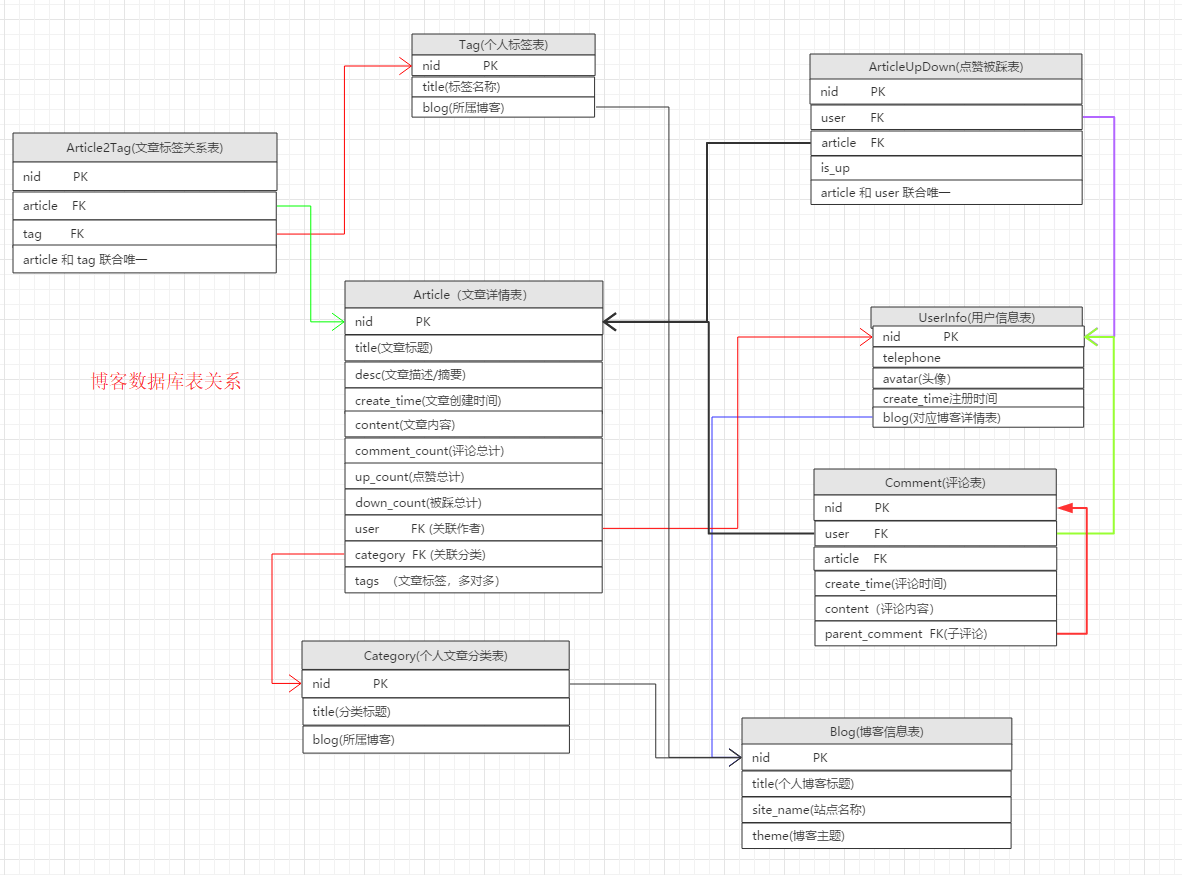 Tag(个人标签表)
nid PK
title(标签名称)
blog(所属博客)
ArticleUpDown(点赞被踩表)
nid PK
user FK
article FK
is_up
article 和 user 联合唯一
Article2Tag(文章标签关系表)
nid PK
article FK
tag FK
article 和 tag 联合唯一
Article（文章详情表）
nid PK
title(文章标题)
desc(文章描述/摘要)
create_time(文章创建时间)
content(文章内容)
comment_count(评论总计)
up_count(点赞总计)
down_count(被踩总计)
user FK (关联作者)
category FK (关联分类)
tags （文章标签，多对多）
UserInfo(用户信息表)
nid PK
telephone
avatar(头像)
create_time注册时间
blog(对应博客详情表)
博客数据库表关系
Comment(评论表)
nid PK
user FK
article FK
create_time(评论时间)
content（评论内容）
parent_comment FK(子评论)
Category(个人文章分类表)
nid PK
title(分类标题)
blog(所属博客)
Blog(博客信息表)
nid PK
title(个人博客标题)
site_name(站点名称)
theme(博客主题)